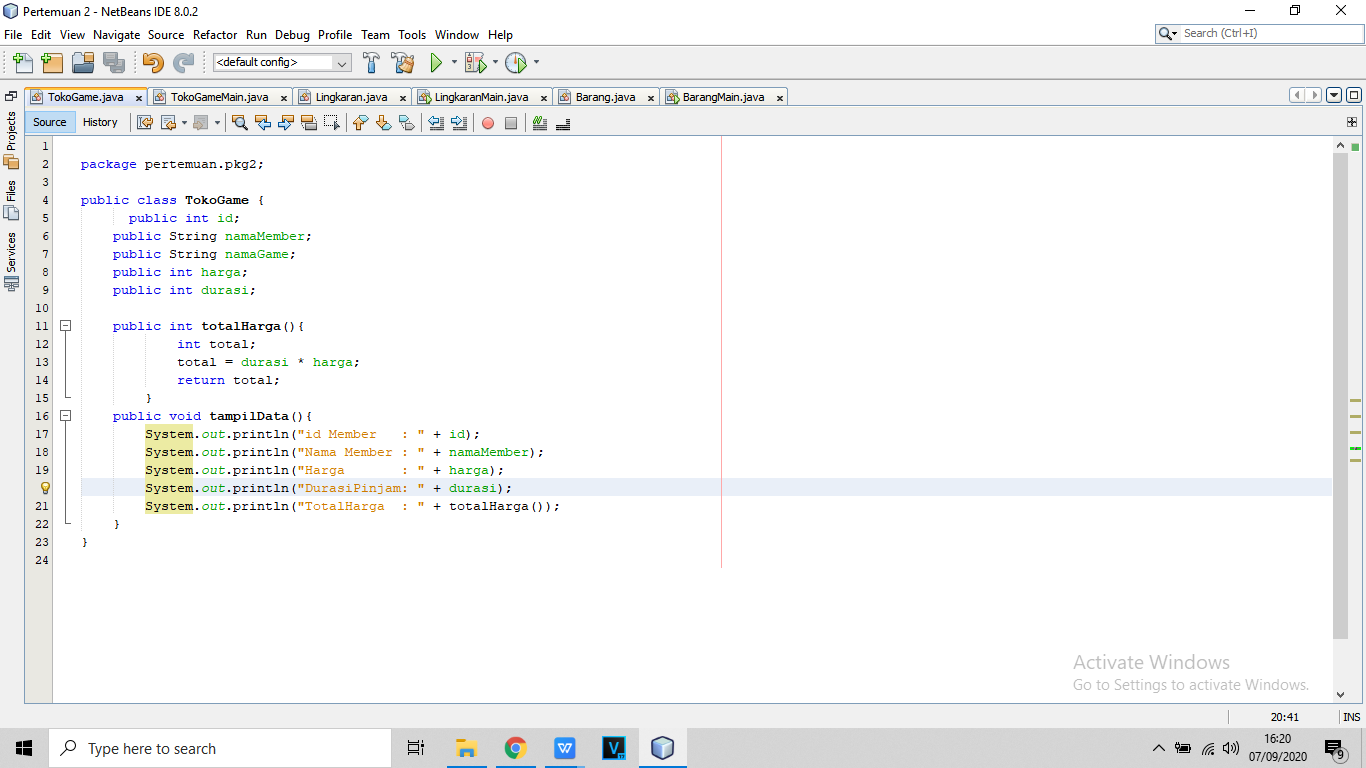 Pertemuan 2 - NetBeans IDE 8.0.2
File Edit View Navigate Source Refactor Run Debug Profile Team Tools Window Help
Search (Ctrl+I)
<default config>
TokoGame.java TokoGameMain.java Lingkaran.java LingkaranMain.java Barang.java BarangMain.java
Source History
Projects
Files
Services
1
2 package pertemuan.pkg2;
3
4 public class TokoGame {
5 public int id;
6 public String namaMember;
7 public String namaGame;
8 public int harga;
9 public int durasi;
10
11 public int totalHarga(){
12 int total;
13 total = durasi * harga;
14 return total;
15 }
16 public void tampilData(){
17 System.out.println("id Member   : " + id);
18 System.out.println("Nama Member : " + namaMember);
19 System.out.println("Harga       : " + harga);
System.out.println("DurasiPinjam: " + durasi);
21 System.out.println("TotalHarga  : " + totalHarga());
22 }
23 }
24
Activate Windows
Go to Settings to activate Windows.
20:41 INS
Type here to search
W
V
16:20
07/09/2020
9